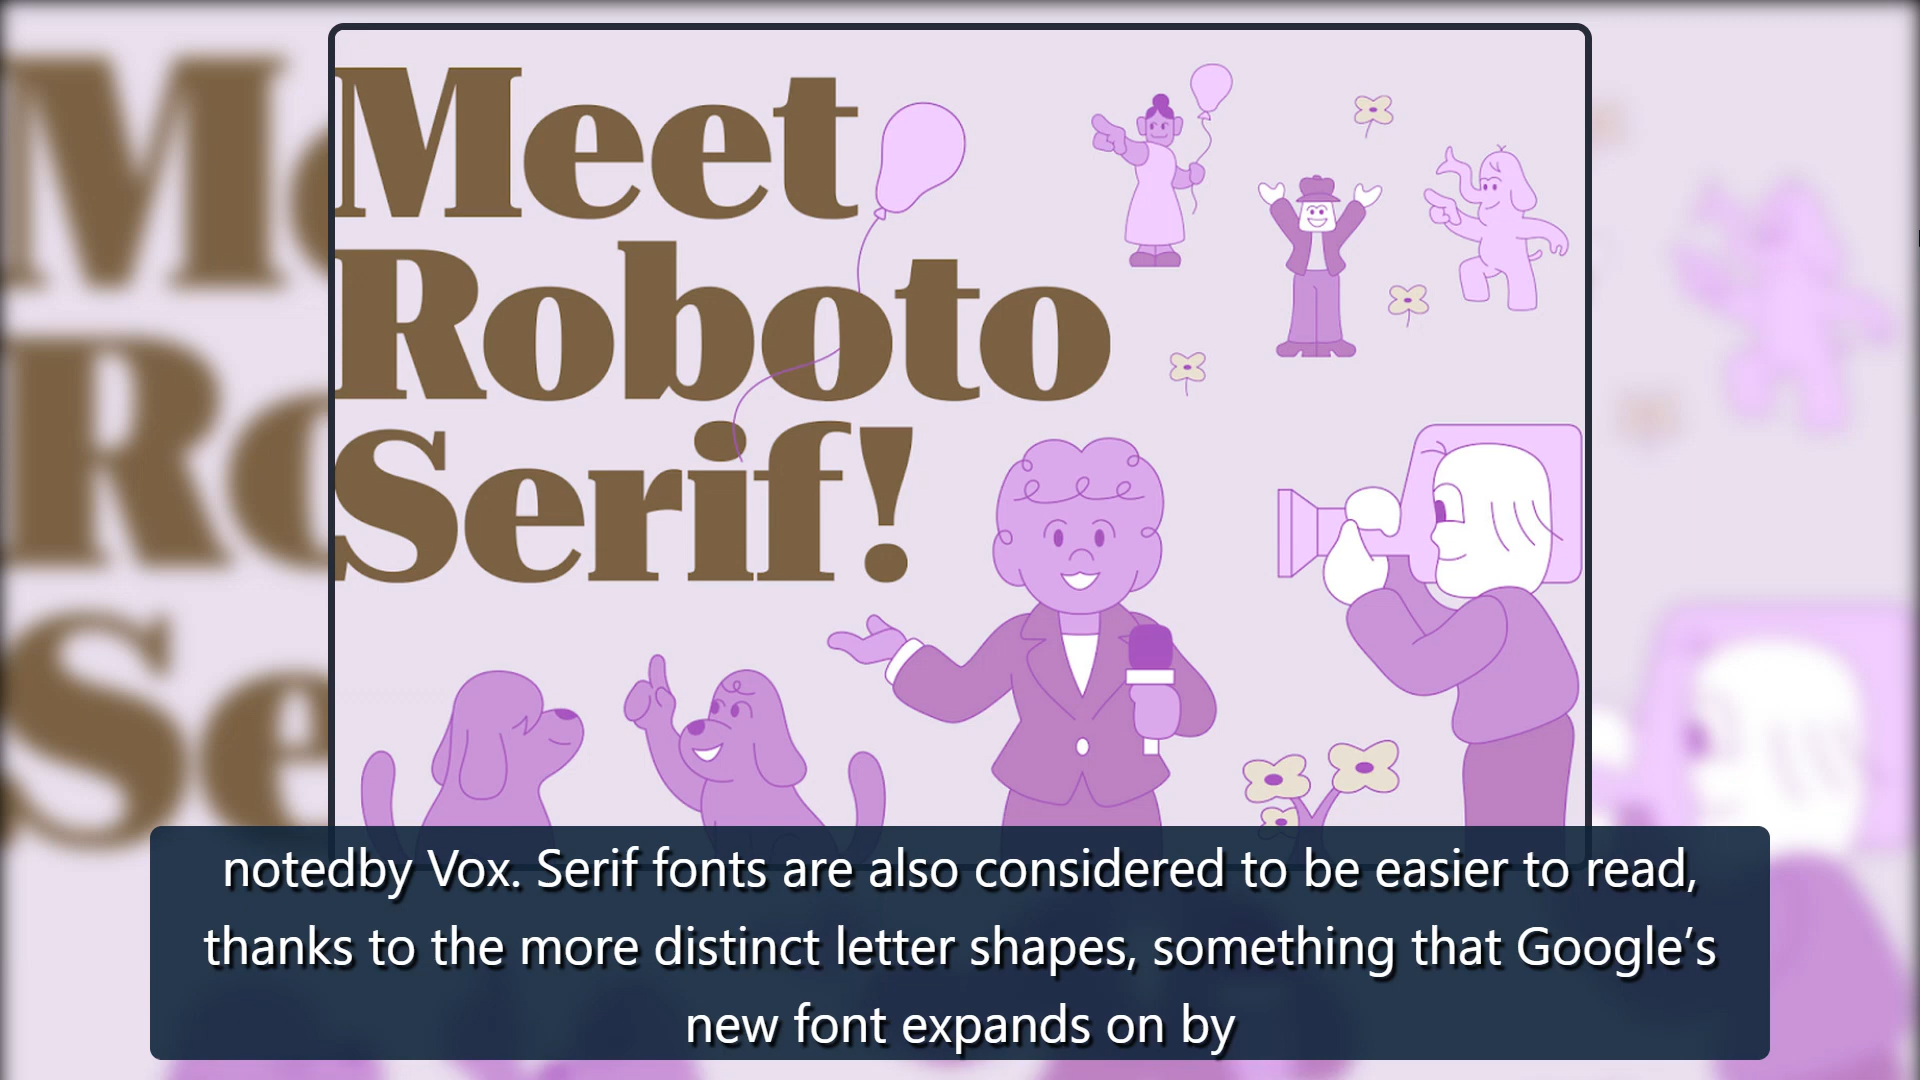 Meet
Roboto
Serif!
notedby Vox. Serif fonts are also considered to be easier to read,
thanks to the more distinct letter shapes, something that Google’s
new font expands on by